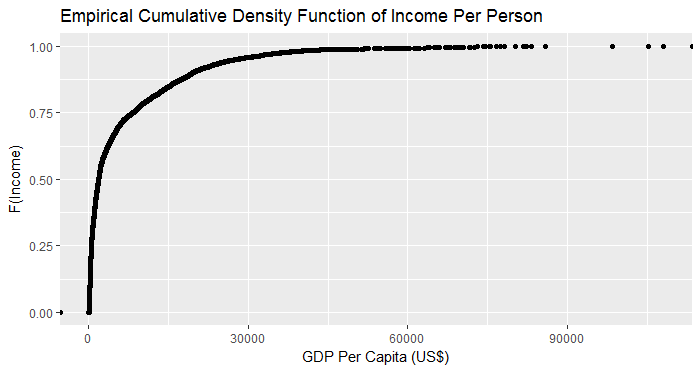 Empirical Cumulative Density Function of Income Per Person
1.00
0.75
0.50
0.25
0.00
F(Income)
0 30000 60000 90000
GDP Per Capita (US$)